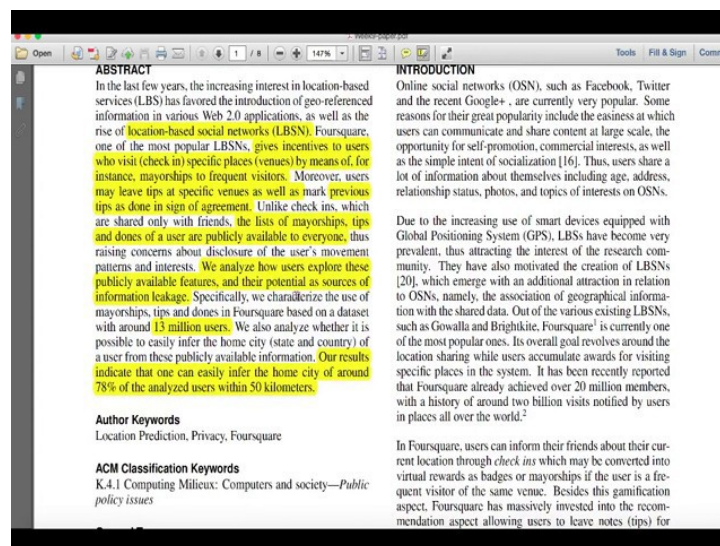 Weekii-paper.pdf
Open
1 / 8
147%
Tools Fill & Sign
ABSTRACT
In the last few years, the increasing interest in location-based
services (LBS) has favored the introduction of geo-referenced
information in various Web 2.0 applications, as well as the
rise of location-based social networks (LBSN). Foursquare,
one of the most popular LBSNs, gives incentives to users
who visit (check in) specific places (venues) by means of, for
instance, mayorships to frequent visitors. Moreover, users
may leave tips at specific venues as well as mark previous
tips as done in sign of agreement. Unlike check ins, which
are shared only with friends, the lists of mayorships, tips
and dones of a user are publicly available to everyone, thus
raising concerns about disclosure of the user's movement
patterns and interests. We analyze how users explore these
publicly available features, and their potential as sources of
information leakage. Specifically, we characterize the use of
mayorships, tips and dones in Foursquare based on a dataset
with around 13 million users. We also analyze whether it is
possible to easily infer the home city (state and country) of
a user from these publicly available information. Our results
indicate that one can easily infer the home city of around
78% of the analyzed users within 50 kilometers.
Author Keywords
Location Prediction, Privacy, Foursquare
ACM Classification Keywords
K.4.1 Computing Milieux: Computers and society—Public
policy issues
INTRODUCTION
Online social networks (OSN), such as Facebook, Twitter
and the recent Google+ , are currently very popular. Some
reasons for their great popularity include the easiness at which
users can communicate and share content at large scale, the
opportunity for self-promotion, commercial interests, as well
as the simple intent of socialization [16]. Thus, users share a
lot of information about themselves including age, address,
relationship status, photos, and topics of interests on OSNs.
Due to the increasing use of smart devices equipped with
Global Positioning System (GPS), LBSs have become very
prevalent, thus attracting the interest of the research com-
munity. They have also motivated the creation of LBSNs
[20], which emerge with an additional attraction in relation
to OSNs, namely, the association of geographical informa-
tion with the shared data. Out of the various existing LBSNs,
such as Gowalla and Brightkite, Foursquare1 is currently one
of the most popular ones. Its overall goal revolves around the
location sharing while users accumulate awards for visiting
specific places in the system. It has been recently reported
that Foursquare already achieved over 20 million members,
with a history of around two billion visits notified by users
in places all over the world.2
In Foursquare, users can inform their friends about their cur-
rent location through check ins which may be converted into
virtual rewards as badges or mayorships if the user is a fre-
quent visitor of the same venue. Besides this gamification
aspect, Foursquare has massively invested into the recom-
mendation aspect allowing users to leave notes (tips) for